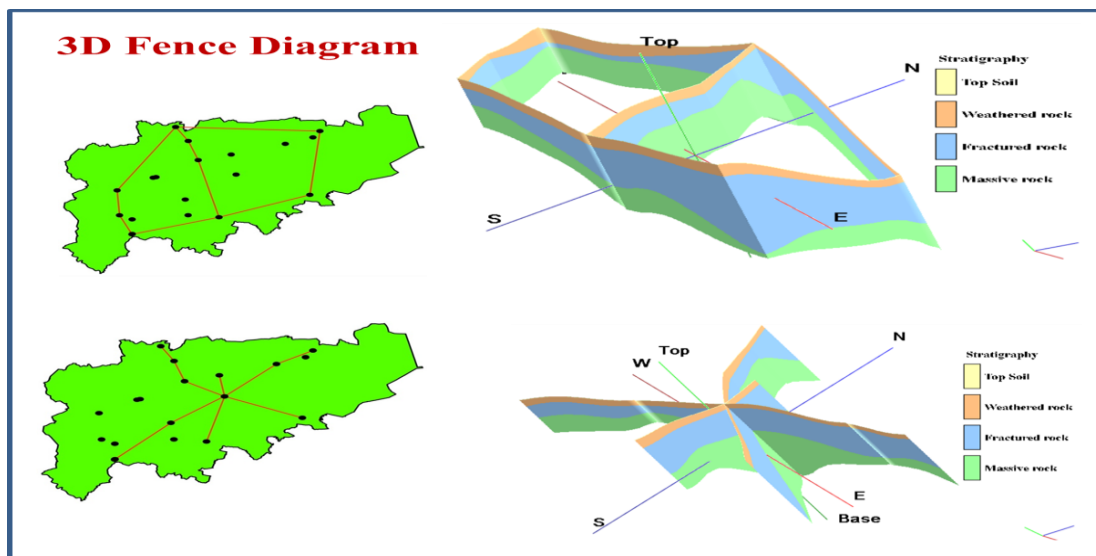 3D Fence Diagram
Top
N
S
E
Stratigraphy
Top Soil
Weathered rock
Fractured rock
Massive rock
N
Top
W
S
E
Base
Stratigraphy
Top Soil
Weathered rock
Fractured rock
Massive rock